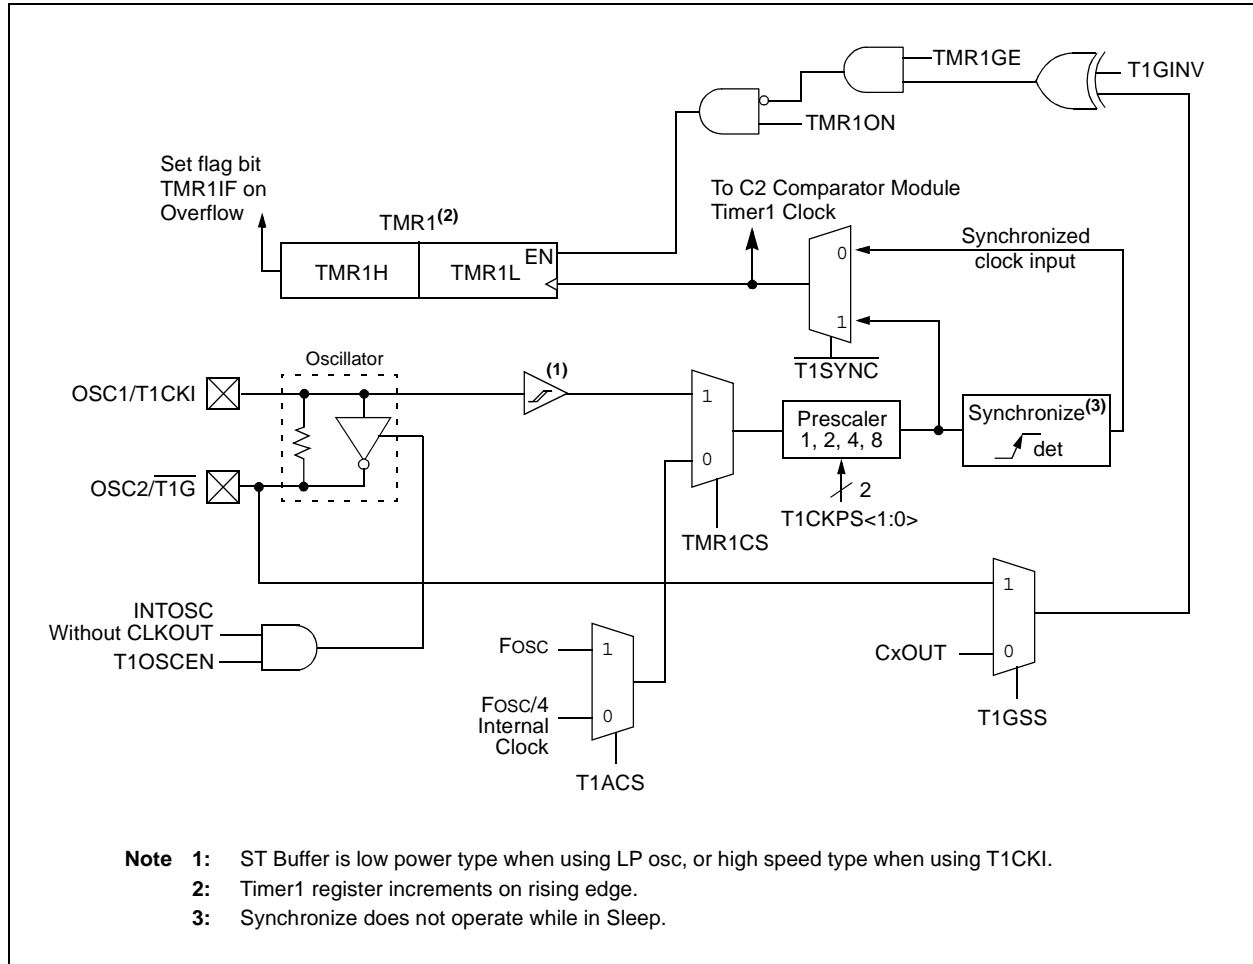 TMR1GE
T1GINV
TMR1ON
Set flag bit
TMR1IF on
Overflow
TMR1(2)
To C2 Comparator Module
Timer1 Clock
EN
TMR1H
TMR1L
0
Synchronized
clock input
1
T1SYNC
Oscillator
(1)
OSC1/T1CKI
1
Prescaler
1, 2, 4, 8
Synchronize(3)
det
0
OSC2/T1G
2
T1CKPS<1:0>
TMR1CS
1
INTOSC
Without CLKOUT
T1OSCEN
FOSC
1
CxOUT
0
FOSC/4
Internal
Clock
0
T1GSS
T1ACS
Note 1: ST Buffer is low power type when using LP osc, or high speed type when using T1CKI.
2: Timer1 register increments on rising edge.
3: Synchronize does not operate while in Sleep.